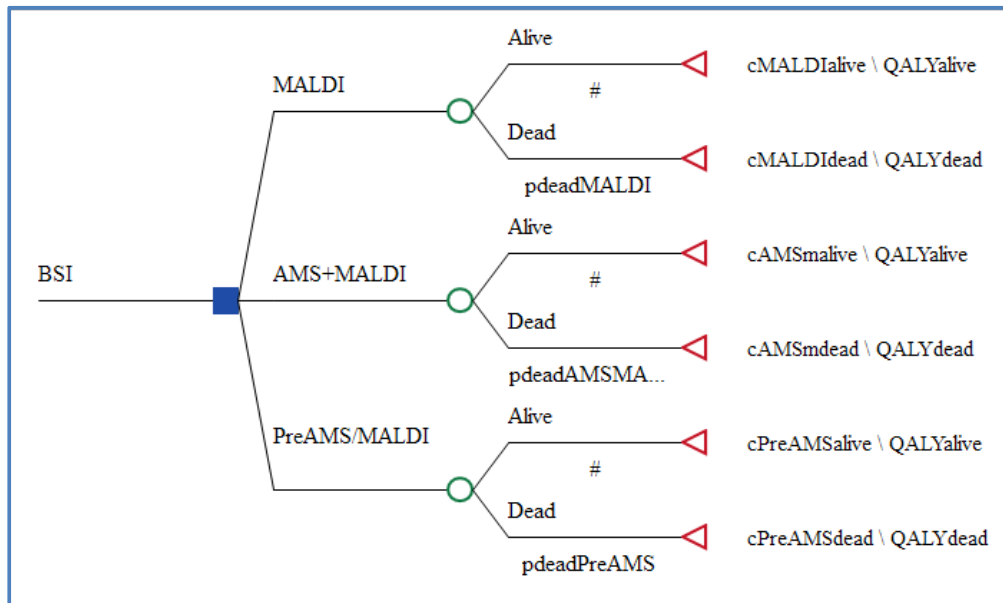 Alive
cMALDIalive \ QALYalive
MALDI
#
Dead
cMALDIdead \ QALYdead
pdeadMALDI
Alive
cAMSmalive \ QALYalive
BSI
AMS+MALDI
#
Dead
cAMSmdead \ QALYdead
pdeadAMSMA...
Alive
PreAMS/MALDI
cPreAMSalive \ QALYalive
#
Dead
cPreAMSdead \ QALYdead
pdeadPreAMS